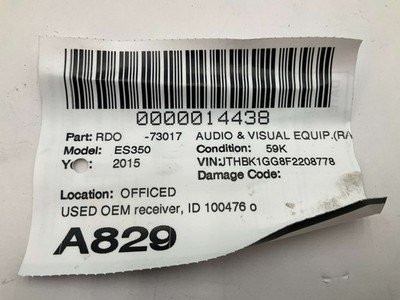 0000014438
Part: RDO -73017 AUDIO & VISUAL EQUIP.(R/
Model: ES350 Condition: 59K
Ye : 2015 VIN:JTHBK1GG8F2208778
Damage Code:
Location: OFFICED
USED OEM receiver, ID 100476 o
A829